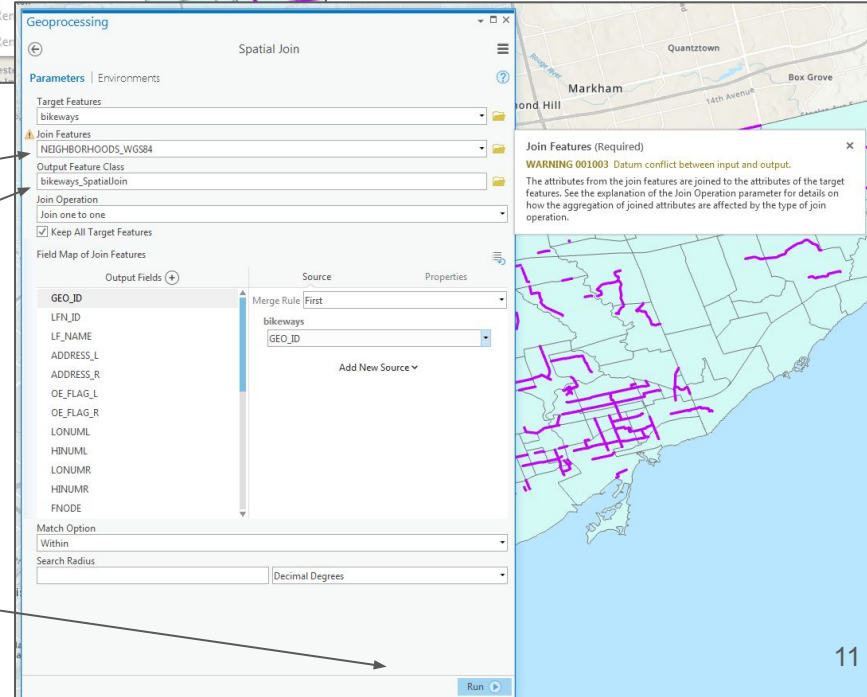 Geoprocessing
Spatial Join
Parameters | Environments
Target Features
bikeways
Join Features
NEIGHBORHOODS_WGS84
Output Feature Class
bikeways_SpatialJoin
Join Operation
Join one to one
Keep All Target Features
Field Map of Join Features
Output Fields
Source
Properties
GEO_ID
LFN_ID
LF_NAME
ADDRESS_L
ADDRESS_R
OE_FLAG_L
OE_FLAG_R
LONUML
HINUML
LONUMR
HINUMR
FNODE
Merge Rule First
bikeways
GEO_ID
Add New Source
Match Option
Within
Search Radius
Decimal Degrees
Run
Quantztown
Rouge River
Markham
Box Grove
14th Avenue
ond Hill
Join Features (Required)
WARNING 001003 Datum conflict between input and output.
The attributes from the join features are joined to the attributes of the target
features. See the explanation of the Join Operation parameter for details on
how the aggregation of joined attributes are affected by the type of join
operation.
11